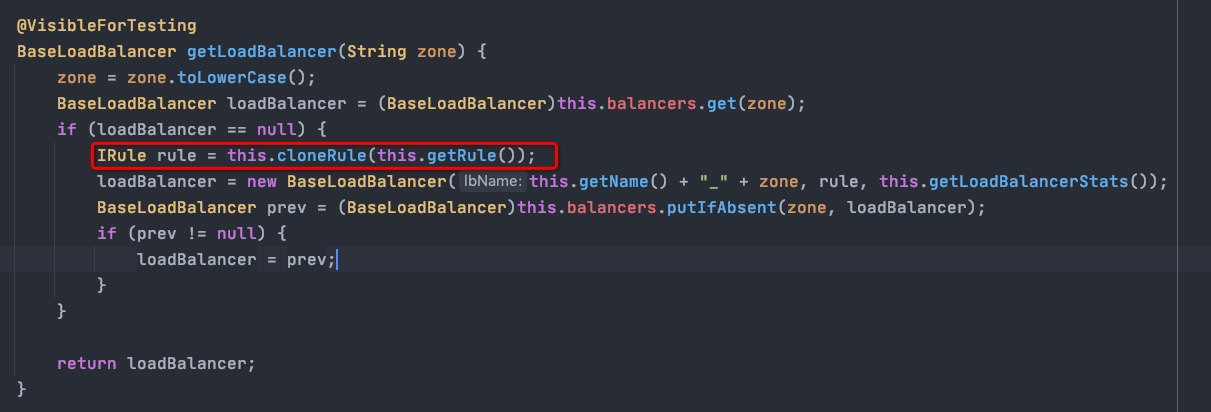 @VisibleForTesting
BaseLoadBalancer getLoadBalancer(String zone) {
zone = zone.toLowerCase();
BaseLoadBalancer loadBalancer = (BaseLoadBalancer)this.balancers.get(zone);
if (loadBalancer == null) {
IRule rule = this.cloneRule(this.getRule());
loadBalancer = new BaseLoadBalancer( lbName: this.getName() + "_" + zone, rule, this.getLoadBalancerStats());
BaseLoadBalancer prev = (BaseLoadBalancer)this.balancers.putIfAbsent(zone, loadBalancer);
if (prev != null) {
loadBalancer = prev;
}
}
return loadBalancer;
}